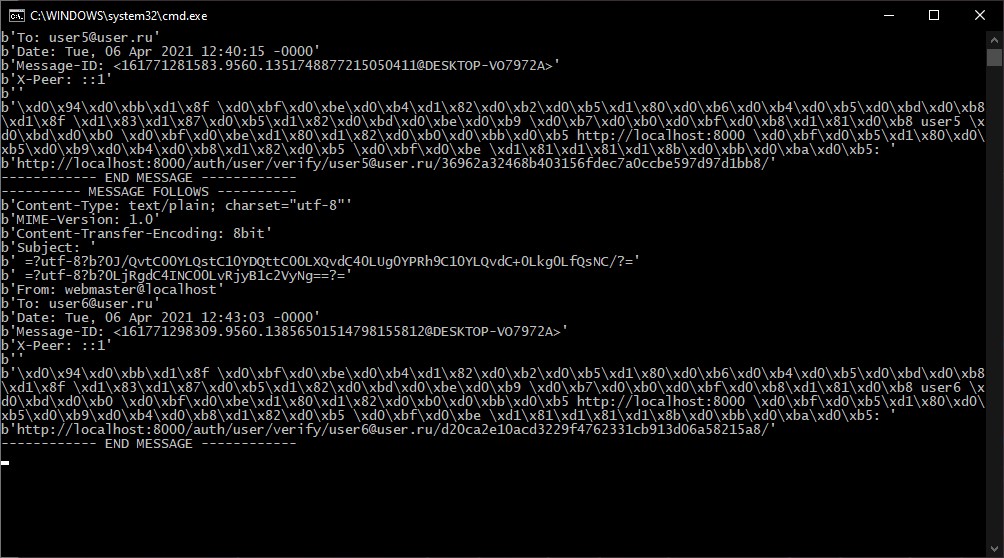 C:\WINDOWS\system32\cmd.exe
b'To: user5@user.ru'
b'Date: Tue, 06 Apr 2021 12:40:15 -0000'
b'Message-ID: <161771281583.9560.1351748877215050411@DESKTOP-VO7972A>'
b'X-Peer: ::1'
b''
b'\xd0\x94\xd0\xbb\xd1\x8f \xd0\xbf\xd0\xbe\xd0\xb4\xd1\x82\xd0\xb2\xd0\xb5\xd1\x80\xd0\xb6\xd0\xb4\xd0\xb5\xd0\xbd\xd0\xb8
\xd1\x8f \xd1\x83\xd1\x87\xd0\xb5\xd1\x82\xd0\xbd\xd0\xbe\xd0\xb9 \xd0\xb7\xd0\xb0\xd0\xbf\xd0\xb8\xd1\x81\xd0\xb8 user5 \x
d0\xbd\xd0\xb0 \xd0\xbf\xd0\xbe\xd1\x80\xd1\x82\xd0\xb0\xd0\xbb\xd0\xb5 http://localhost:8000 \xd0\xbf\xd0\xb5\xd1\x80\xd0\
xb5\xd0\xb9\xd0\xb4\xd0\xb8\xd1\x82\xd0\xb5 \xd0\xbf\xd0\xbe \xd1\x81\xd1\x81\xd1\x8b\xd0\xbb\xd0\xba\xd0\xb5: '
b'http://localhost:8000/auth/user/verify/user5@user.ru/36962a32468b403156fdec7a0ccbe597d97d1bb8/'
------------ END MESSAGE ------------
---------- MESSAGE FOLLOWS ----------
b'Content-Type: text/plain; charset="utf-8"'
b'MIME-Version: 1.0'
b'Content-Transfer-Encoding: 8bit'
b'Subject: '
b' =?utf-8?b?0J/QvtC00YLQstC10YDQttC00LXQvdC40LUg0YPRh9C10YLQvdC+0Lkg0LfQsNC/?='
b' =?utf-8?b?0LjRgdC4INC00LvRjyB1c2VyNg==?='
b'From: webmaster@localhost'
b'To: user6@user.ru'
b'Date: Tue, 06 Apr 2021 12:43:03 -0000'
b'Message-ID: <161771298309.9560.13856501514798155812@DESKTOP-VO7972A>'
b'X-Peer: ::1'
b''
b'\xd0\x94\xd0\xbb\xd1\x8f \xd0\xbf\xd0\xbe\xd0\xb4\xd1\x82\xd0\xb2\xd0\xb5\xd1\x80\xd0\xb6\xd0\xb4\xd0\xb5\xd0\xbd\xd0\xb8
\xd1\x8f \xd1\x83\xd1\x87\xd0\xb5\xd1\x82\xd0\xbd\xd0\xbe\xd0\xb9 \xd0\xb7\xd0\xb0\xd0\xbf\xd0\xb8\xd1\x81\xd0\xb8 user6 \x
d0\xbd\xd0\xb0 \xd0\xbf\xd0\xbe\xd1\x80\xd1\x82\xd0\xb0\xd0\xbb\xd0\xb5 http://localhost:8000 \xd0\xbf\xd0\xb5\xd1\x80\xd0\
xb5\xd0\xb9\xd0\xb4\xd0\xb8\xd1\x82\xd0\xb5 \xd0\xbf\xd0\xbe \xd1\x81\xd1\x81\xd1\x8b\xd0\xbb\xd0\xba\xd0\xb5: '
b'http://localhost:8000/auth/user/verify/user6@user.ru/d20ca2e10acd3229f4762331cb913d06a58215a8/'
------------ END MESSAGE ------------